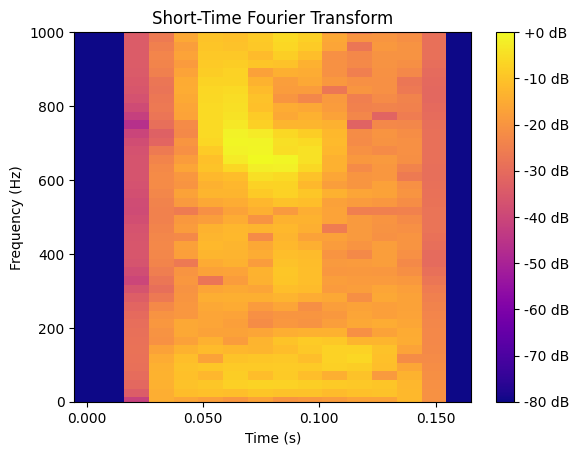 Short-Time Fourier Transform
1000
800
600
400
200
0
Frequency (Hz)
0.000
0.050
0.100
0.150
Time (s)
+0 dB
-10 dB
-20 dB
-30 dB
-40 dB
-50 dB
-60 dB
-70 dB
-80 dB